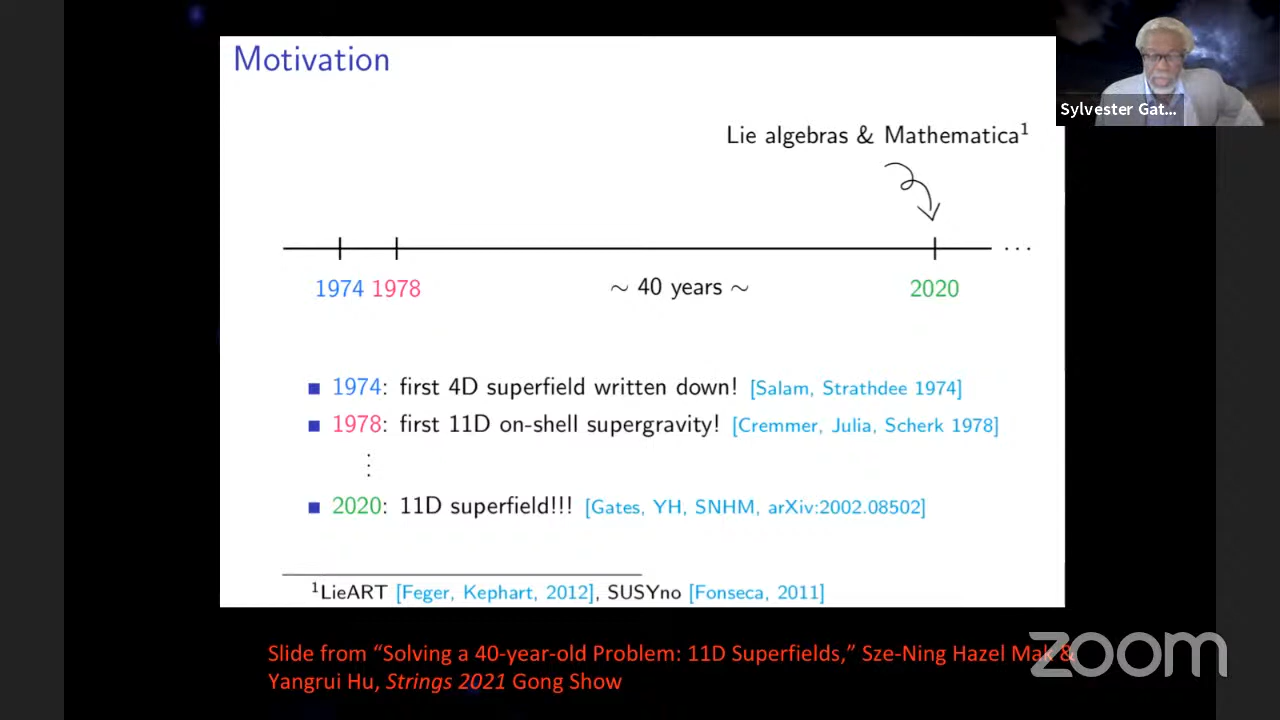 Motivation
Sylvester Gat...
Lie algebras & Mathematica¹
1974 1978 ~ 40 years ~ 2020 ...
1974: first 4D superfield written down! [Salam, Strathdee 1974]
1978: first 11D on-shell supergravity! [Cremmer, Julia, Scherk 1978]
2020: 11D superfield!!! [Gates, YH, SNHM, arXiv:2002.08502]
¹LieART [Feger, Kephart, 2012], SUSYno [Fonseca, 2011]
Slide from “Solving a 40-year-old Problem: 11D Superfields,” Sze-Ning Hazel Mak &
Yangrui Hu, Strings 2021 Gong Show
zoom